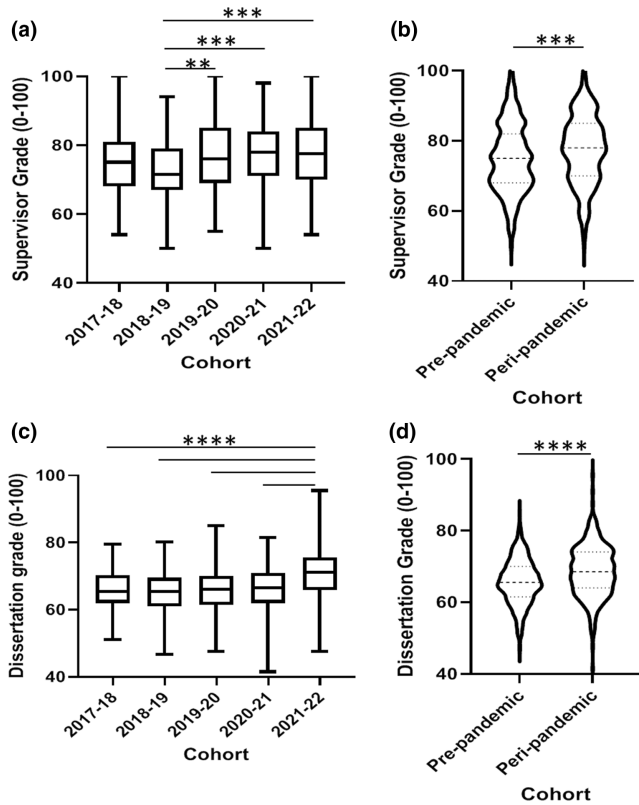 (a)
***
***
**
Supervisor Grade (0-100)
100
80
60
40
2017-18
2018-19
2019-20
2020-21
2021-22
Cohort
(b)
***
Supervisor Grade (0-100)
100
80
60
40
Pre-pandemic
Peri-pandemic
Cohort
(c)
****
Dissertation grade (0-100)
100
80
60
40
2017-18
2018-19
2019-20
2020-21
2021-22
Cohort
(d)
****
Dissertation Grade (0-100)
100
80
60
40
Pre-pandemic
Peri-pandemic
Cohort